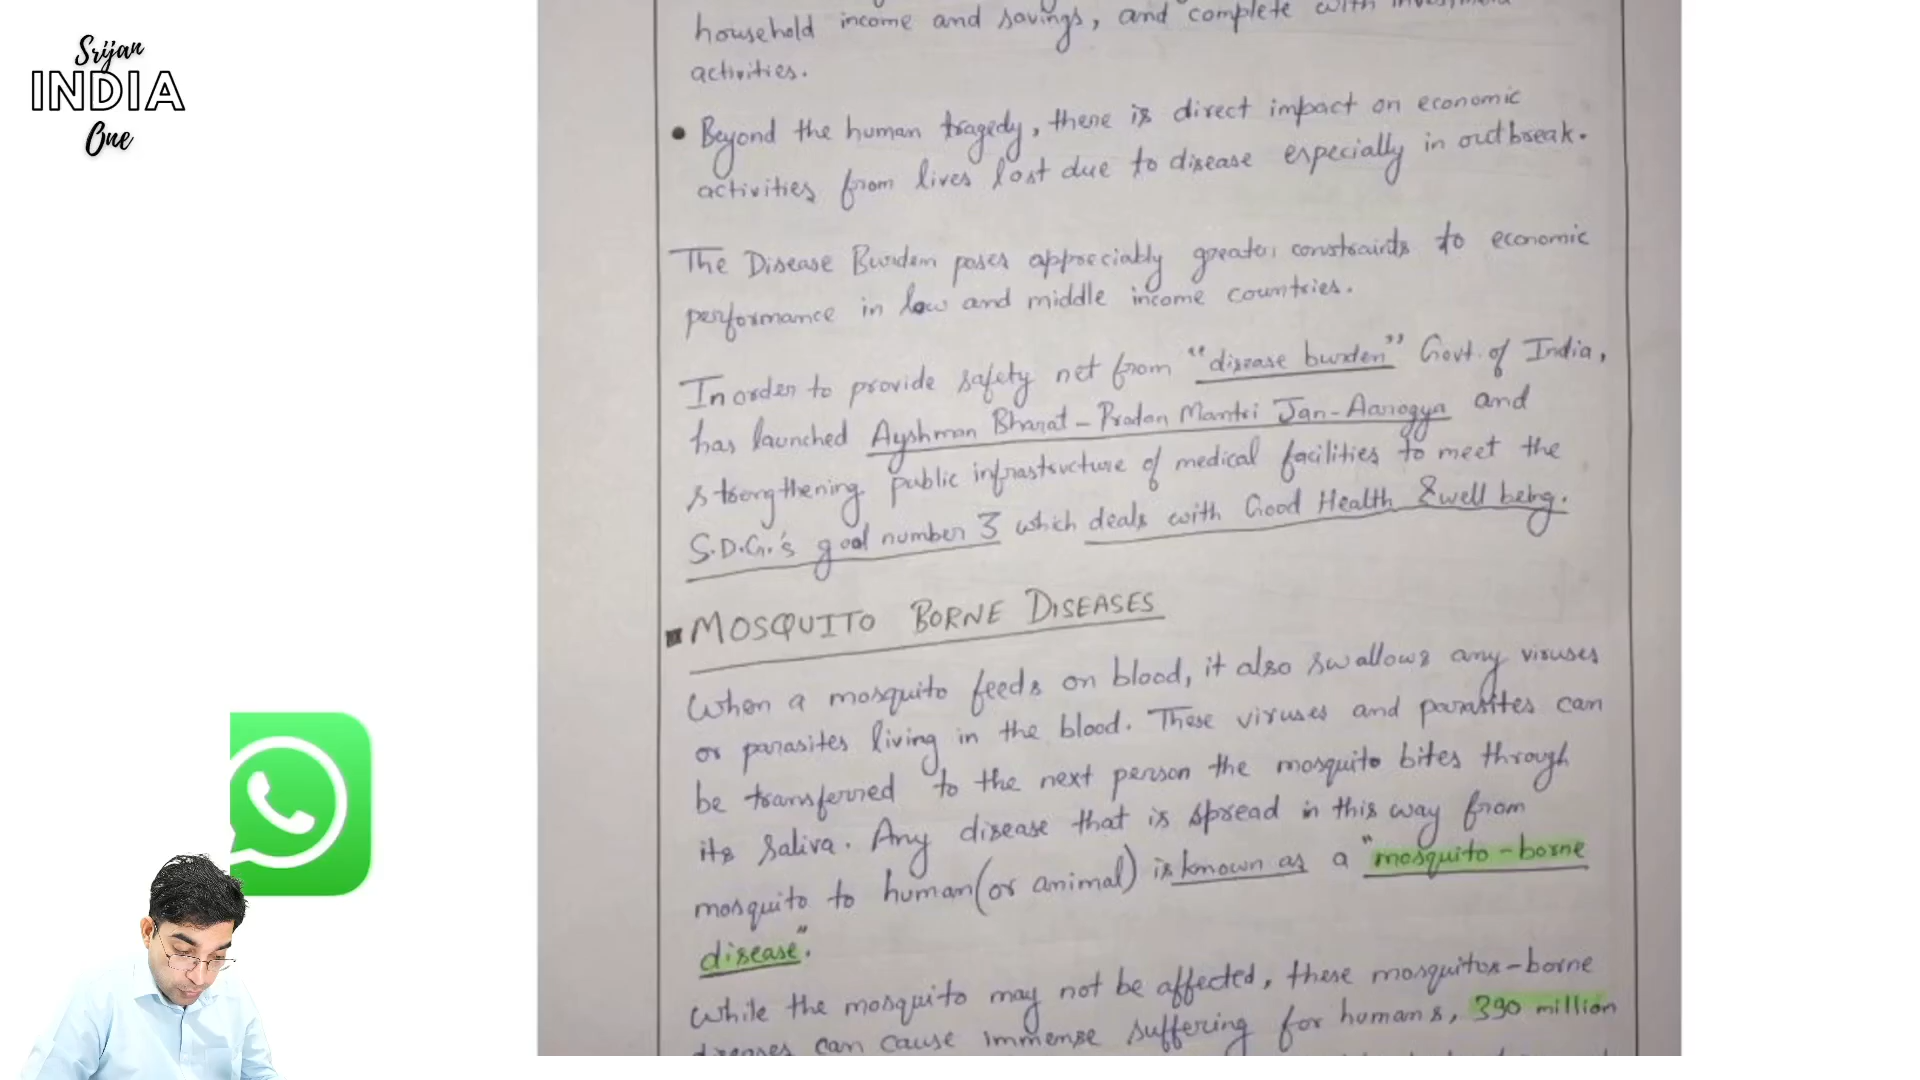 Srijan
INDIA
One
household income and savings, and complete with investment
activities.
• Beyond the human tragedy, there is direct impact on economic
activities from lives lost due to disease especially in outbreak.
The Disease Burden poses appreciably greater constraints to economic
performance in low and middle income countries.
In order to provide safety net from "disease burden" Govt. of India,
has launched Ayshman Bharat - Pradan Mantri Jan-Aarogya and
strongthening public infrastructure of medical facilities to meet the
S.D.G.'s goal number 3 which deals with Good Health & well being.
▪ MOSQUITO BORNE DISEASES
When a mosquito feeds on blood, it also swallows any viruses
or parasites living in the blood. These viruses and parasites can
be transferred to the next person the mosquito bites through
its saliva. Any disease that is spread in this way from
mosquito to human (or animal) is known as a "mosquito-borne
disease".
While the mosquito may not be affected, these mosquitos-borne
diseases can cause immense suffering for humans, 390 million